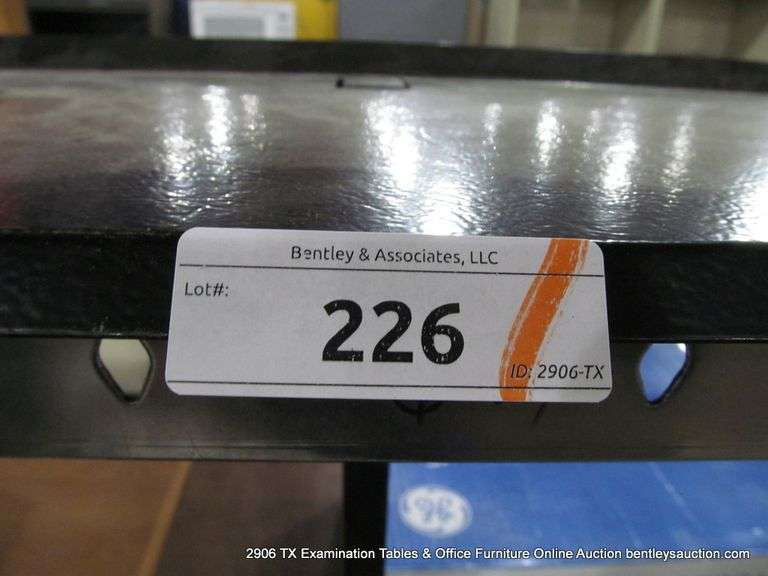 Bentley & Associates, LLC
Lot#:
226
ID: 2906-TX
2906 TX Examination Tables & Office Furniture Online Auction bentleysauction.com